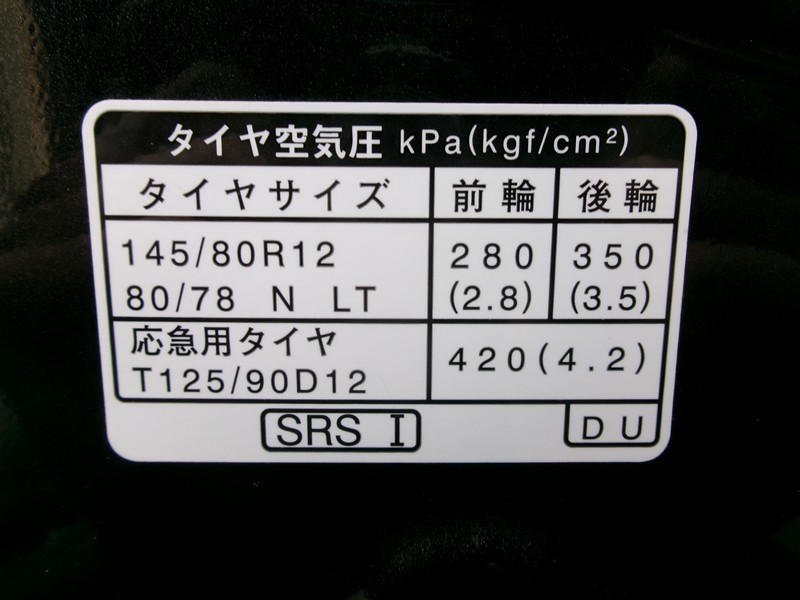 タイヤ空気圧 kPa(kgf/cm²)
タイヤサイズ 前輪 後輪
145/80R12 280 350
80/78 N LT (2.8) (3.5)
応急用タイヤ
T125/90D12 420(4.2)
SRS I DU